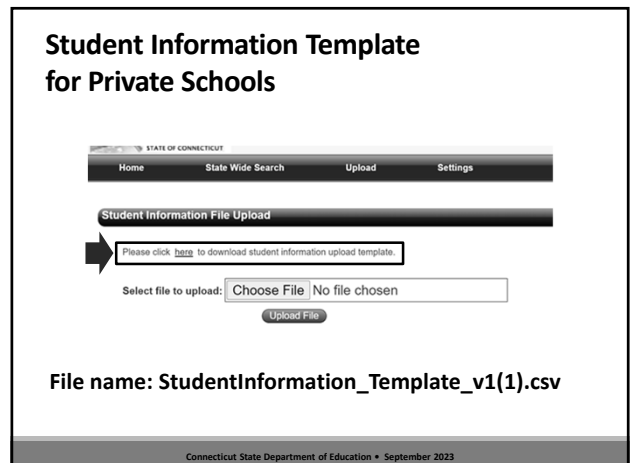 Student Information Template
for Private Schools
STATE OF CONNECTICUT
Home State Wide Search Upload Settings
Student Information File Upload
Please click here to download student information upload template.
Select file to upload: Choose File No file chosen
Upload File
File name: StudentInformation_Template_v1(1).csv
Connecticut State Department of Education • September 2023